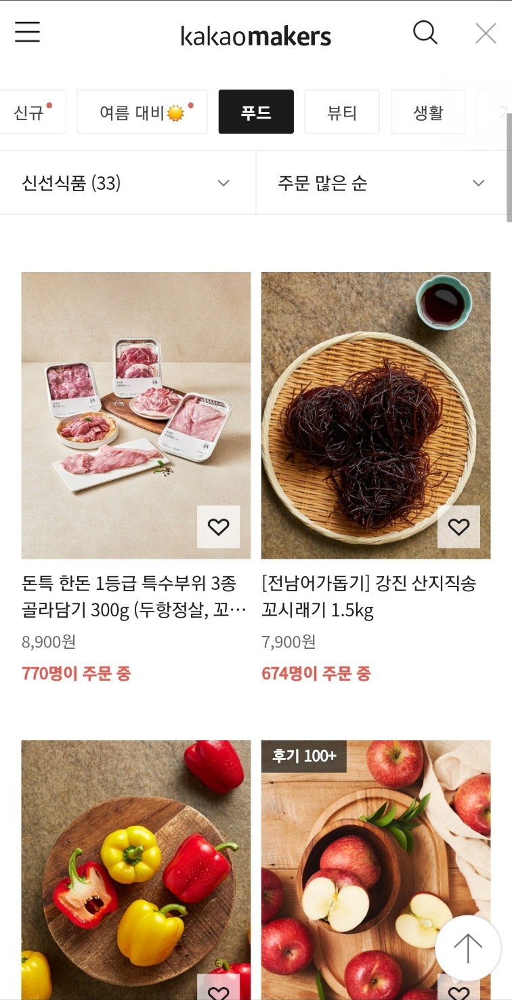 kakaomakers
신규
여름 대비☀️
푸드
뷰티
생활
신선식품 (33)
주문 많은 순
돈특 한돈 1등급 특수부위 3종
골라담기 300g (두항정살, 꼬⋯
8,900원
770명이 주문 중
[전남어가돕기] 강진 산지직송
꼬시래기 1.5kg
7,900원
674명이 주문 중
후기 100+